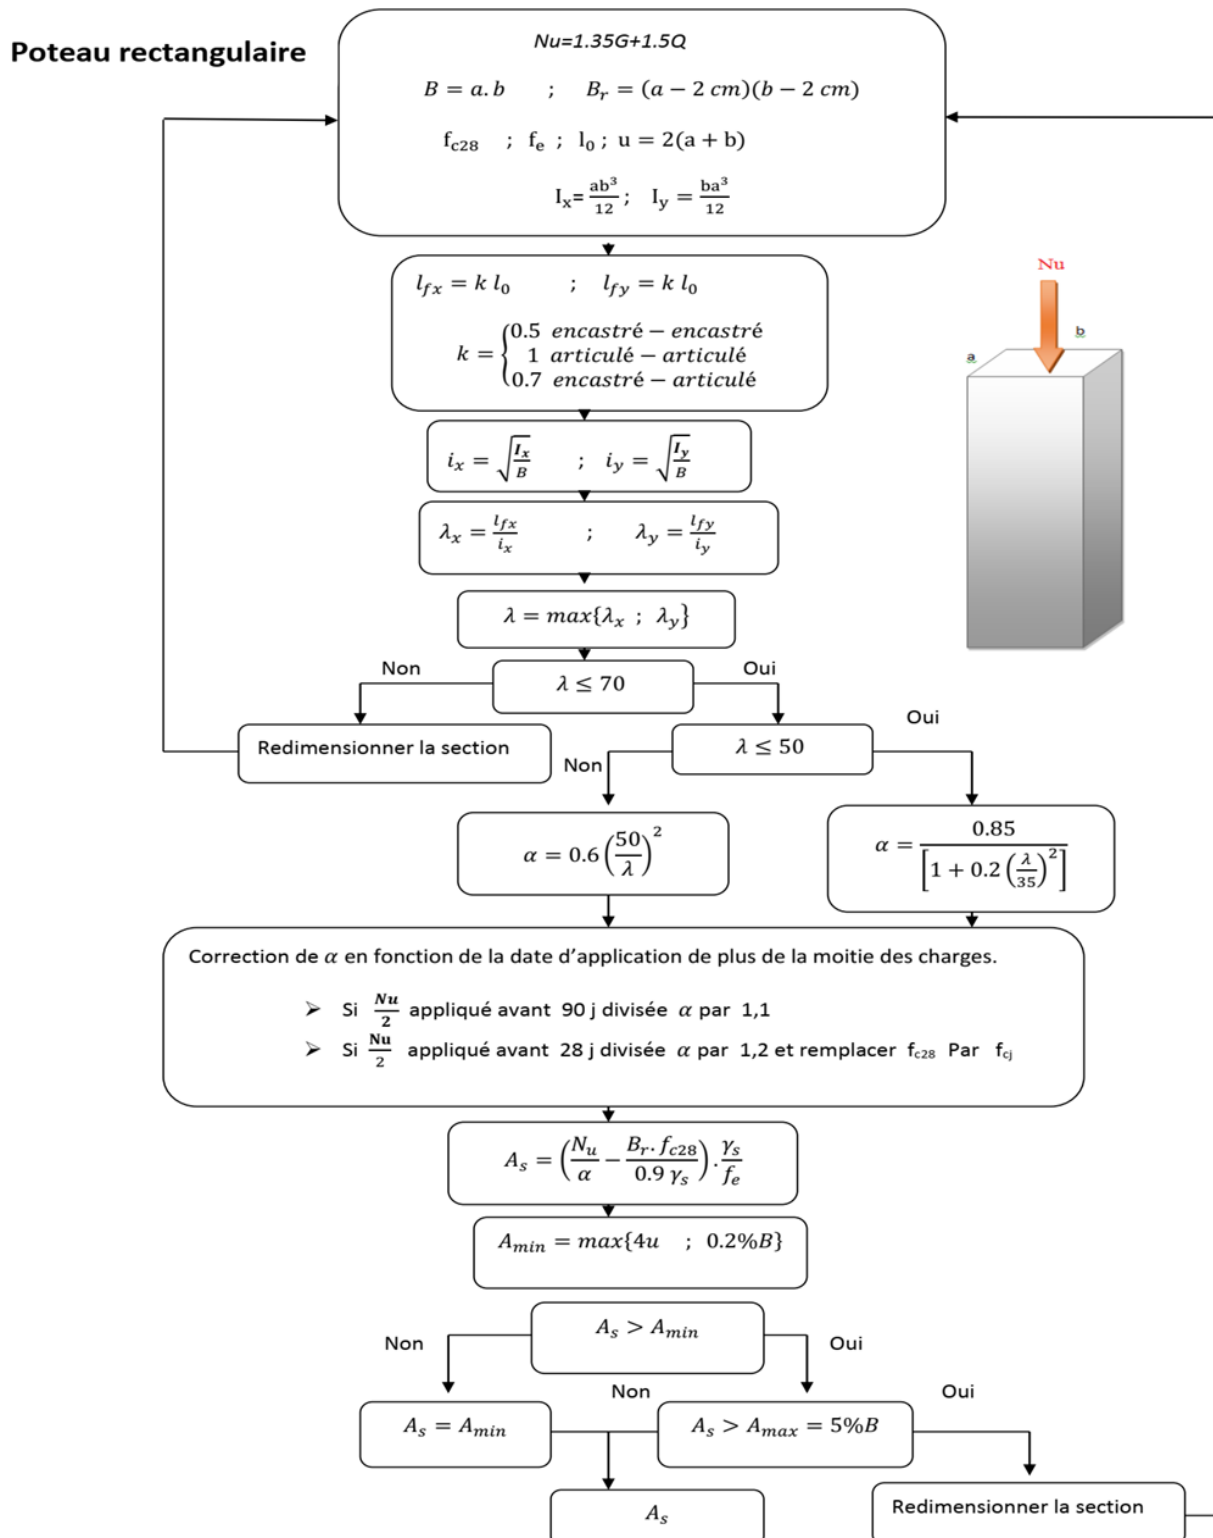 Poteau rectangulaire
Nu=1.35G+1.5Q
B = a.b ; B_r = (a − 2 cm)(b − 2 cm)
f_c28 ; f_e ; l_0 ; u = 2(a + b)
I_x= ab³/12 ; I_y = ba³/12
l_fx = k l_0 ; l_fy = k l_0
k = {0.5 encastré − encastré
1 articulé − articulé
0.7 encastré − articulé
Nu
a
b
i_x = √(I_x/B) ; i_y = √(I_y/B)
λ_x = l_fx/i_x ; λ_y = l_fy/i_y
λ = max{λ_x ; λ_y}
Non
λ ≤ 70
Oui
Redimensionner la section
Non
λ ≤ 50
Oui
α = 0.6 (50/λ)²
α = 0.85/[1 + 0.2 (λ/35)²]
Correction de α en fonction de la date d’application de plus de la moitie des charges.
➢ Si Nu/2 appliqué avant 90 j divisée α par 1,1
➢ Si Nu/2 appliqué avant 28 j divisée α par 1,2 et remplacer f_c28 Par f_cj
A_s = (N_u/α − B_r.f_c28/0.9 γ_s).γ_s/f_e
A_min = max{4u ; 0.2%B}
Non
A_s > A_min
Oui
A_s = A_min
Non
A_s > A_max = 5%B
Oui
A_s
Redimensionner la section